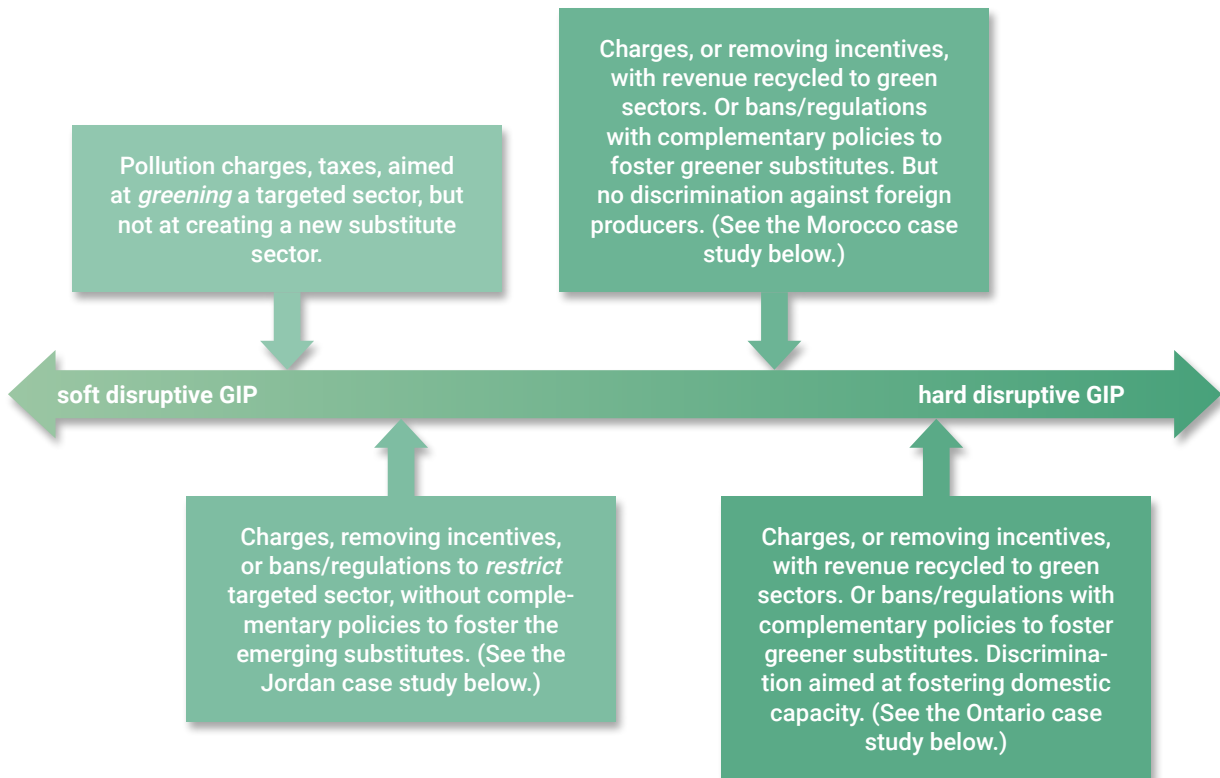 Charges, or removing incentives,
with revenue recycled to green
sectors. Or bans/regulations
with complementary policies to
foster greener substitutes. But
no discrimination against foreign
producers. (See the Morocco case
study below.)
Pollution charges, taxes, aimed
at greening a targeted sector, but
not at creating a new substitute
sector.
soft disruptive GIP
hard disruptive GIP
Charges, removing incentives,
or bans/regulations to restrict
targeted sector, without comple-
mentary policies to foster the
emerging substitutes. (See the
Jordan case study below.)
Charges, or removing incentives,
with revenue recycled to green
sectors. Or bans/regulations with
complementary policies to foster
greener substitutes. Discrimina-
tion aimed at fostering domestic
capacity. (See the Ontario case
study below.)